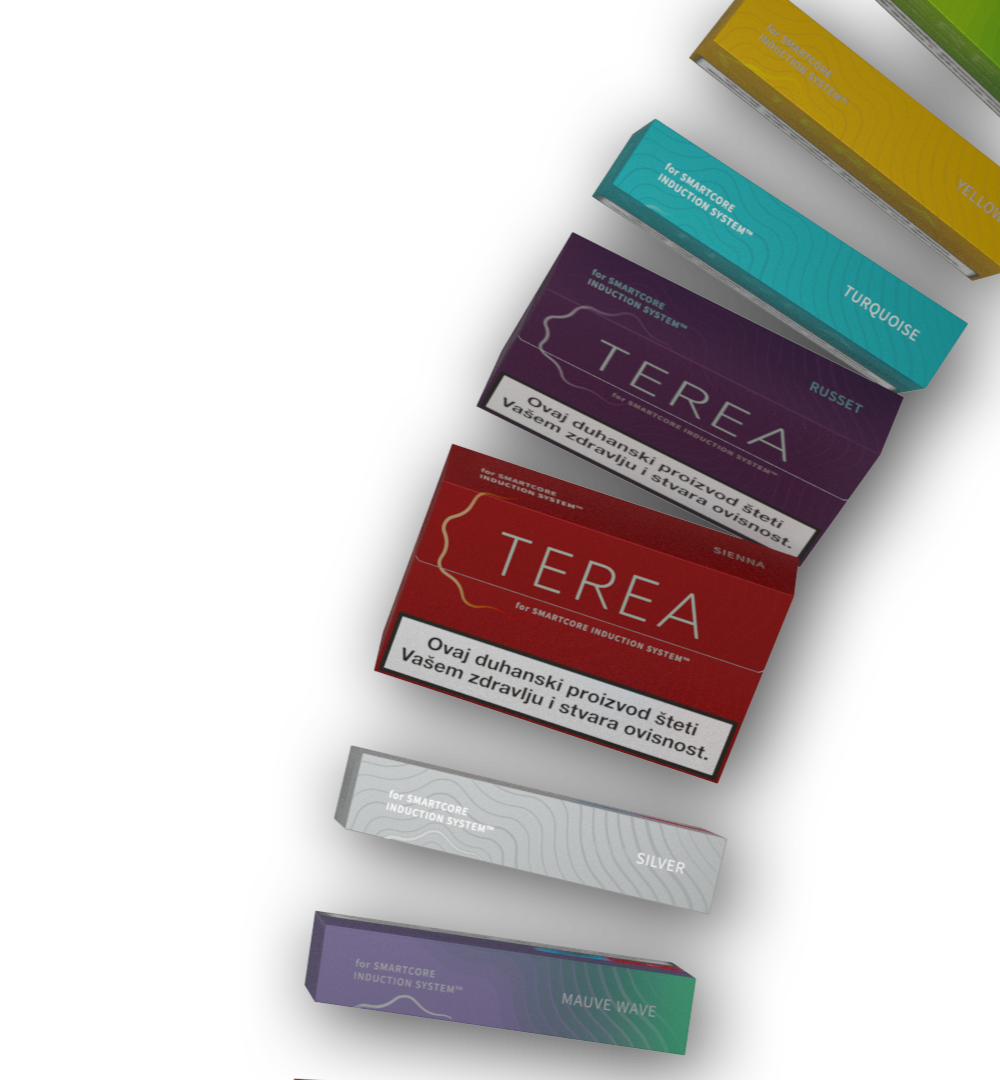 for SMARTCORE
INDUCTION SYSTEM™
for SMARTCORE
INDUCTION SYSTEM™
TURQUOISE
for SMARTCORE
INDUCTION SYSTEM™
RUSSET
TEREA
for SMARTCORE INDUCTION SYSTEM™
Ovaj duhanski proizvod šteti
Vašem zdravlju i stvara ovisnost.
for SMARTCORE
INDUCTION SYSTEM™
SIENNA
TEREA
for SMARTCORE INDUCTION SYSTEM™
Ovaj duhanski proizvod šteti
Vašem zdravlju i stvara ovisnost.
for SMARTCORE
INDUCTION SYSTEM™
SILVER
for SMARTCORE
INDUCTION SYSTEM™
MAUVE WAVE